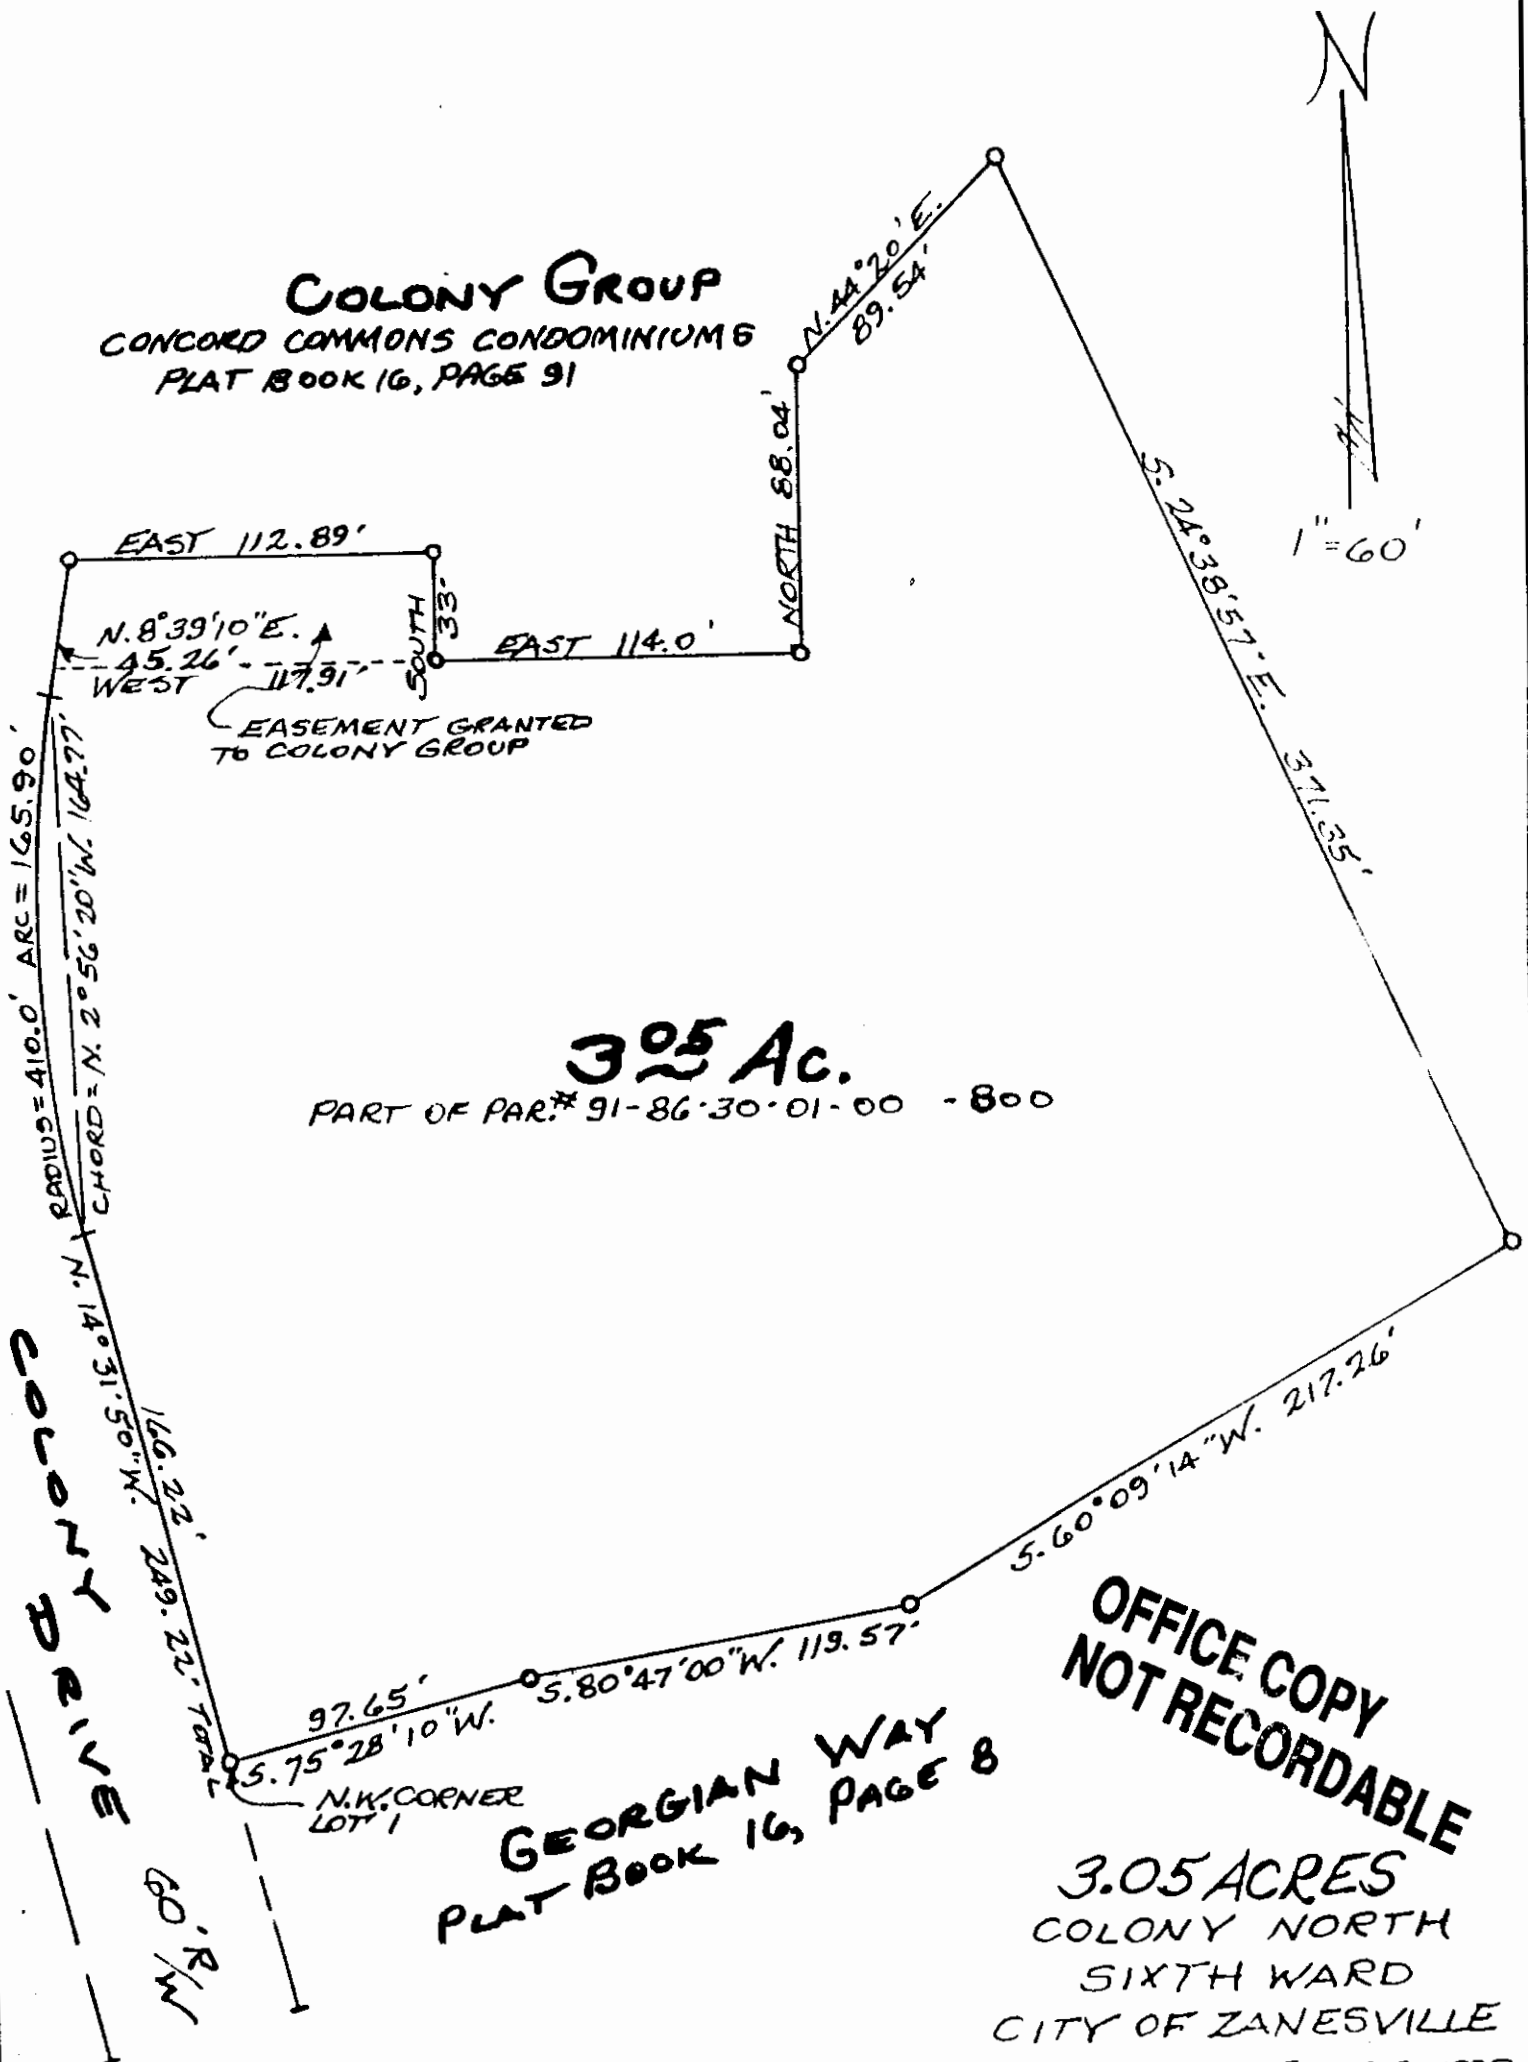 N
1"=60'
COLONY GROUP
CONCORD COMMONS CONDOMINIUMS
PLAT BOOK 16, PAGE 91
N. 44°20' E.
89.54'
NORTH 88.04'
S. 24°38'57" E. 371.35'
EAST 112.89'
SOUTH
33'
EAST 114.0'
N. 8°39'10" E.
45.26'
WEST 117.91'
EASEMENT GRANTED
TO COLONY GROUP
RADIUS = 410.0' ARC = 165.90'
CHORD = N. 2°56'20" W. 164.77'
3.05 AC.
PART OF PAR.# 91-86-30-01-00 -800
N. 14°31'50" W.
166.22'
249.22' TOTAL
COLONY DRIVE
60' R/W
S. 60°09'14" W. 217.26'
S. 80°47'00" W. 119.57'
97.65'
S. 75°28'10" W.
N.W. CORNER
LOT 1
GEORGIAN WAY
PLAT BOOK 16, PAGE 8
OFFICE COPY
NOT RECORDABLE
3.05 ACRES
COLONY NORTH
SIXTH WARD
CITY OF ZANESVILLE